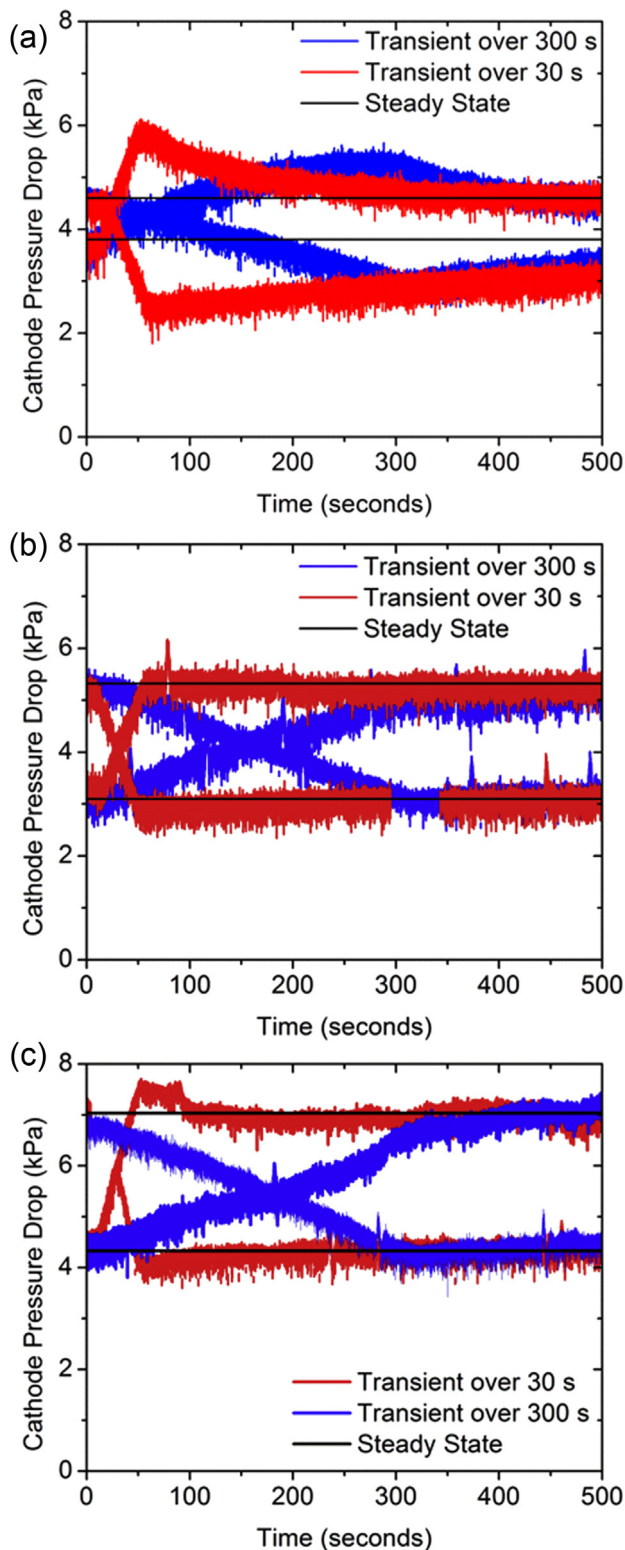 (a)
8
Transient over 300 s
Transient over 30 s
Steady State
6
4
2
0
Cathode Pressure Drop (kPa)
0 100 200 300 400 500
Time (seconds)
(b)
8
Transient over 300 s
Transient over 30 s
Steady State
6
4
2
0
Cathode Pressure Drop (kPa)
0 100 200 300 400 500
Time (seconds)
(c)
8
6
4
2
0
Cathode Pressure Drop (kPa)
Transient over 30 s
Transient over 300 s
Steady State
0 100 200 300 400 500
Time (seconds)